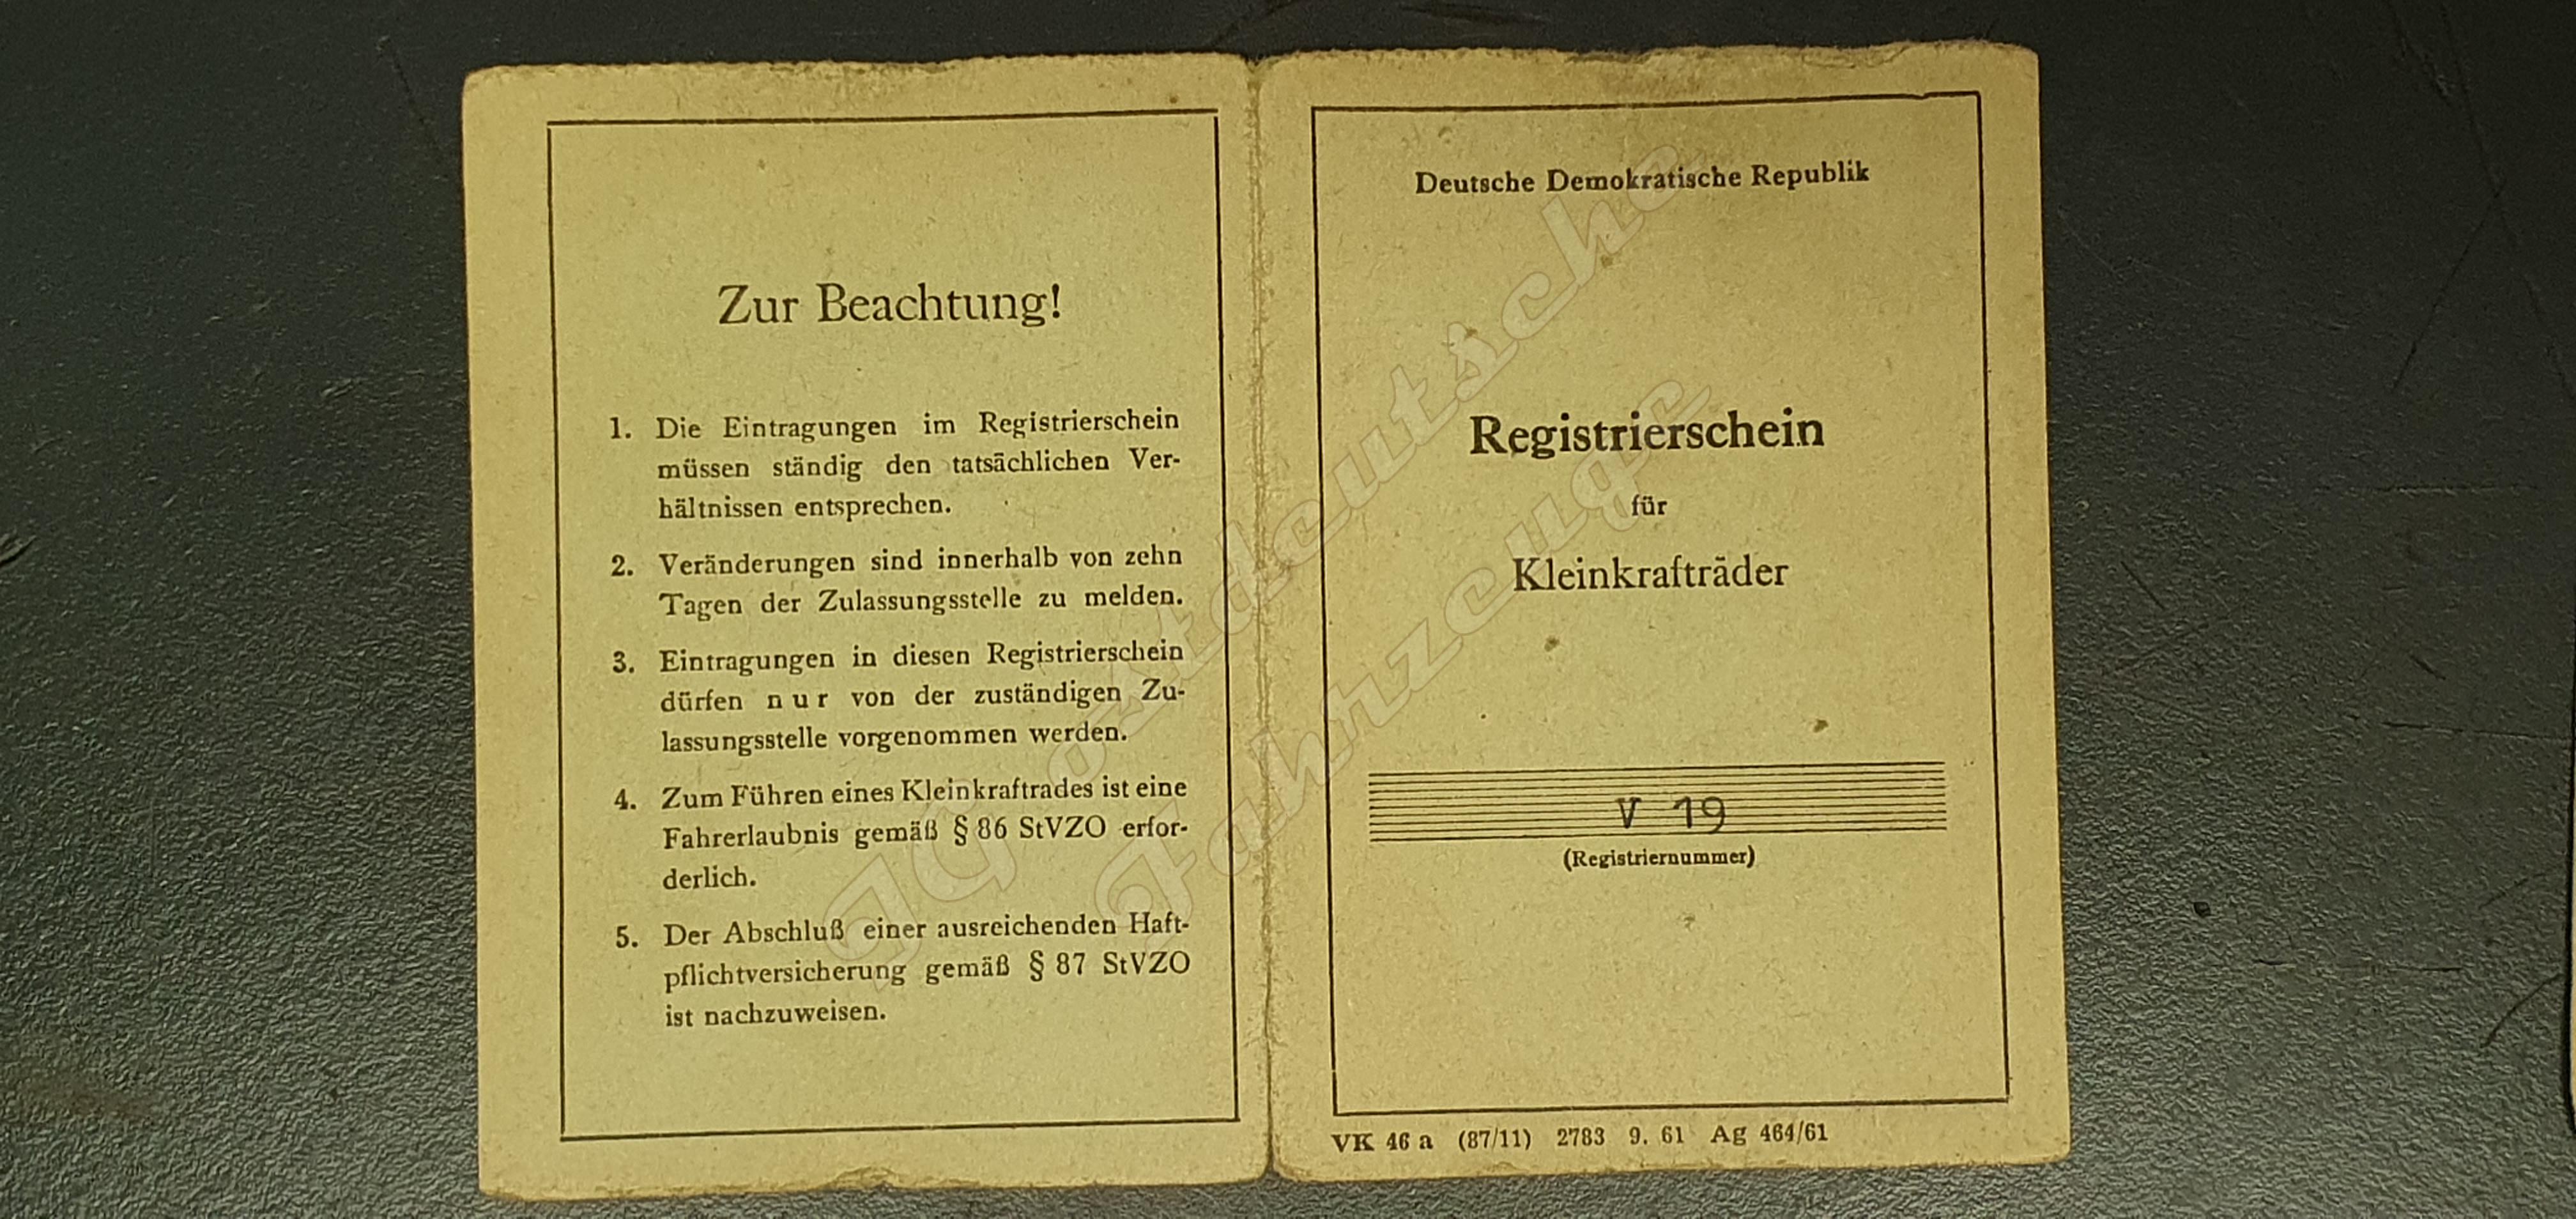 Zur Beachtung!
1. Die Eintragungen im Registrierschein
müssen ständig den tatsächlichen Ver-
hältnissen entsprechen.
2. Veränderungen sind innerhalb von zehn
Tagen der Zulassungsstelle zu melden.
3. Eintragungen in diesen Registrierschein
dürfen nur von der zuständigen Zu-
lassungsstelle vorgenommen werden.
4. Zum Führen eines Kleinkraftrades ist eine
Fahrerlaubnis gemäß § 86 StVZO erfor-
derlich.
5. Der Abschluß einer ausreichenden Haft-
pflichtversicherung gemäß § 87 StVZO
ist nachzuweisen.
Deutsche Demokratische Republik
Registrierschein
für
Kleinkrafträder
V 19
(Registriernummer)
VK 46 a (87/11) 2783 9. 61 Ag 464/61
IG ostdeutsche
Fahrzeuge